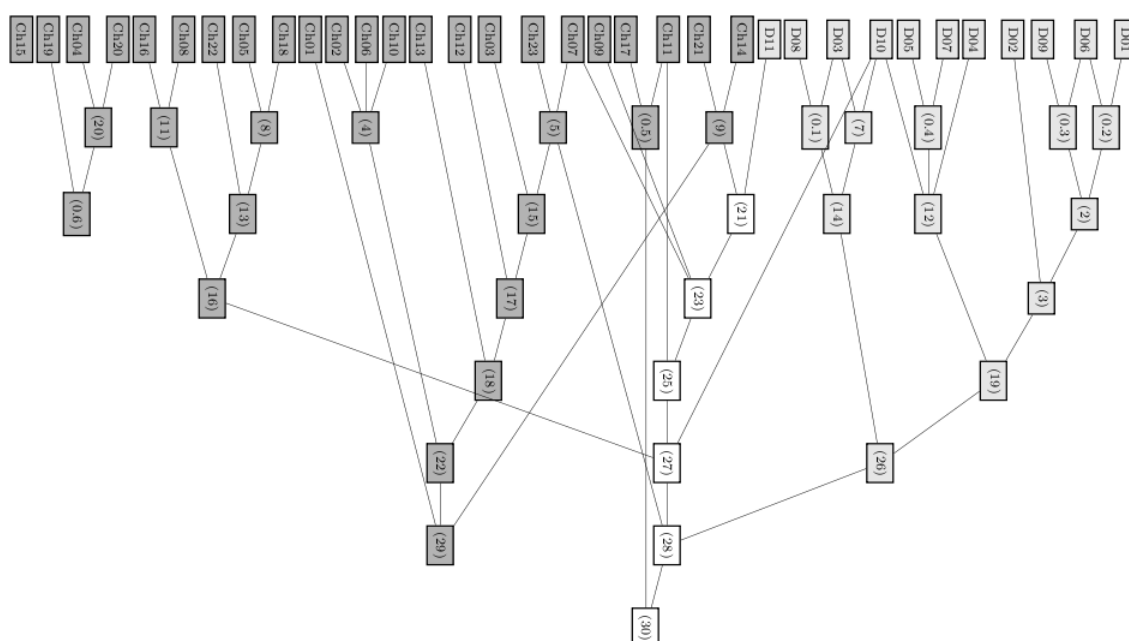 Ch15
Ch19
Ch04
Ch20
Ch16
Ch08
Ch22
Ch05
Ch18
Ch01
Ch02
Ch06
Ch10
Ch13
Ch12
Ch03
Ch23
Ch07
Ch09
Ch17
Ch11
Ch21
Ch14
D11
D08
D03
D10
D05
D07
D04
D02
D09
D06
D01
(20)
(11)
(8)
(4)
(5)
(0.5)
(9)
(0.1)
(7)
(0.4)
(0.3)
(0.2)
(0.6)
(13)
(15)
(21)
(14)
(12)
(2)
(16)
(17)
(23)
(3)
(18)
(25)
(19)
(22)
(27)
(26)
(29)
(28)
(30)